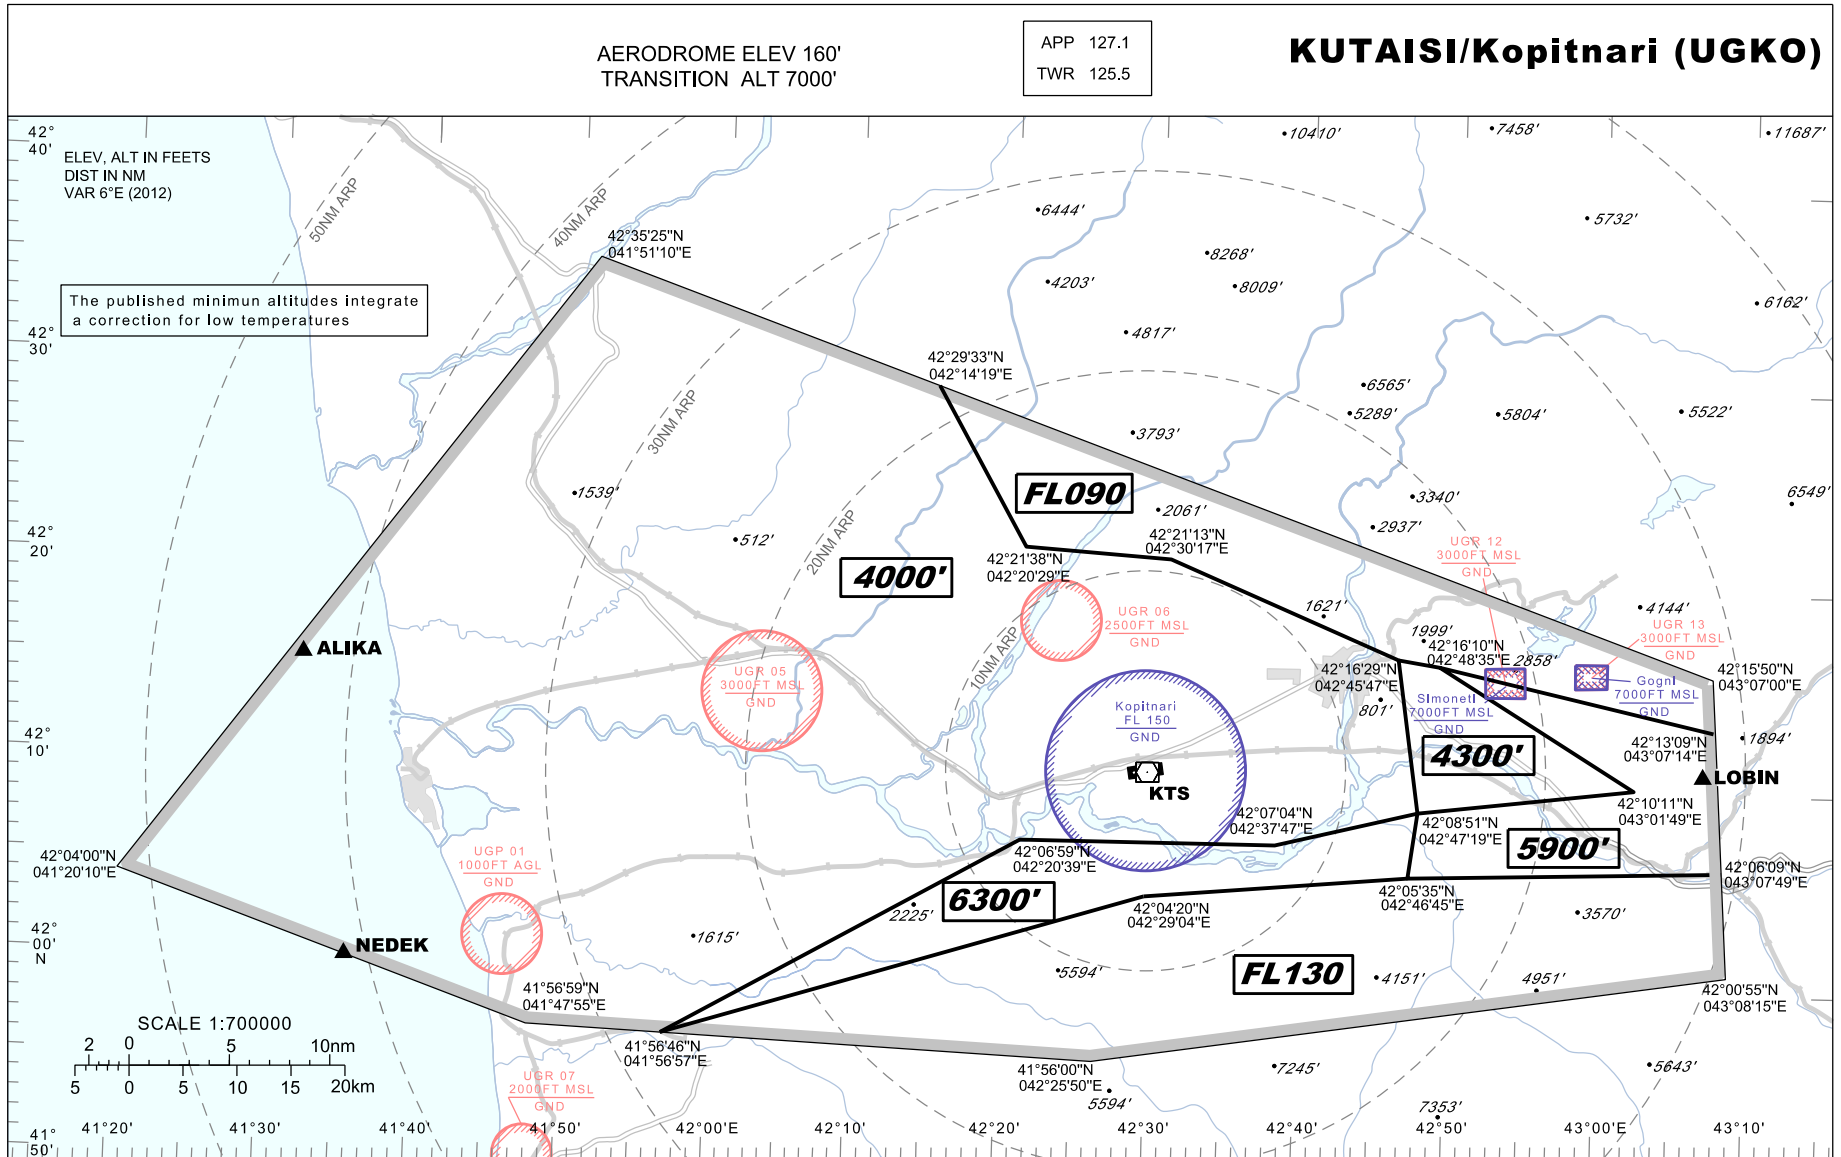 AERODROME ELEV 160'
TRANSITION ALT 7000'
APP 127.1
TWR 125.5
KUTAISI/Kopitnari (UGKO)
42°
40'
ELEV, ALT IN FEETS
DIST IN NM
VAR 6°E (2012)
50NM ARP
40NM ARP
10410'
7458'
11687'
6444'
5732'
42°35'25"N
041°51'10"E
8268'
4203'
8009'
6162'
The published minimun altitudes integrate
a correction for low temperatures
42°
30'
4817'
42°29'33"N
042°14'19"E
30NM ARP
6565'
5289'
5804'
5522'
3793'
FL090
1539'
2061'
3340'
6549'
2937'
42°
20'
512'
20NM ARP
42°21'13"N
042°30'17"E
UGR 12
3000FT MSL
GND
42°21'38"N
042°20'29"E
4000'
UGR 06
2500FT MSL
GND
1621'
4144'
UGR 13
3000FT MSL
GND
1999'
42°16'10"N
042°48'35"E
2858'
ALIKA
10NM ARP
UGR 05
3000FT MSL
GND
42°16'29"N
042°45'47"E
42°15'50"N
043°07'00"E
Gogni
7000FT MSL
GND
Simoneti
7000FT MSL
GND
801'
Kopitnari
FL 150
GND
42°
10'
42°13'09"N
043°07'14"E
1894'
4300'
LOBIN
KTS
42°10'11"N
043°01'49"E
42°07'04"N
042°37'47"E
42°08'51"N
042°47'19"E
5900'
42°04'00"N
041°20'10"E
UGP 01
1000FT AGL
GND
42°06'59"N
042°20'39"E
42°06'09"N
043°07'49"E
6300'
42°05'35"N
042°46'45"E
2225'
42°04'20"N
042°29'04"E
3570'
42°
00'
N
NEDEK
1615'
5594'
FL130
4151'
4951'
41°56'59"N
041°47'55"E
42°00'55"N
043°08'15"E
SCALE 1:700000
2 0 5 10nm
5 0 5 10 15 20km
41°56'46"N
041°56'57"E
41°56'00"N
042°25'50"E
7245'
5643'
UGR 07
2000FT MSL
GND
5594'
7353'
41°
50'
41°20' 41°30' 41°40' 41°50' 42°00' 42°10' 42°20' 42°30' 42°40' 42°50' 43°00' 43°10'